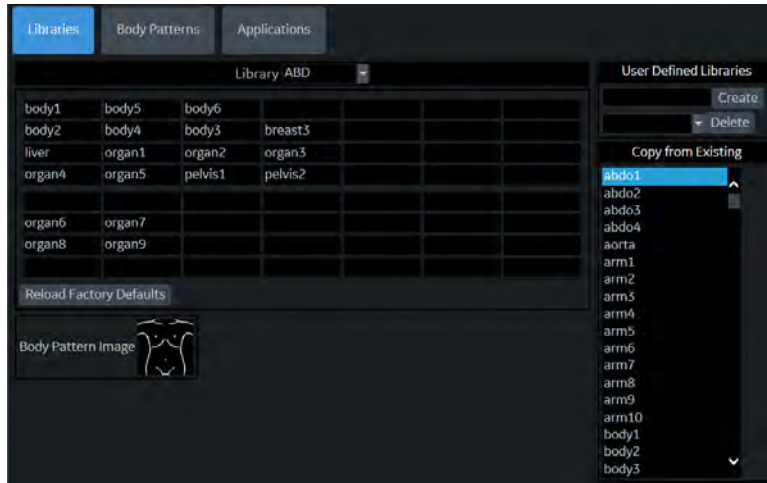 Libraries Body Patterns Applications
Library ABD
body1 body5 body6
body2 body4 body3 breast3
liver organ1 organ2 organ3
organ4 organ5 pelvis1 pelvis2
organ6 organ7
organ8 organ9
Reload Factory Defaults
Body Pattern Image
User Defined Libraries
Create
Delete
Copy from Existing
abdo1
abdo2
abdo3
abdo4
aorta
arm1
arm2
arm3
arm4
arm5
arm6
arm7
arm8
arm9
arm10
body1
body2
body3